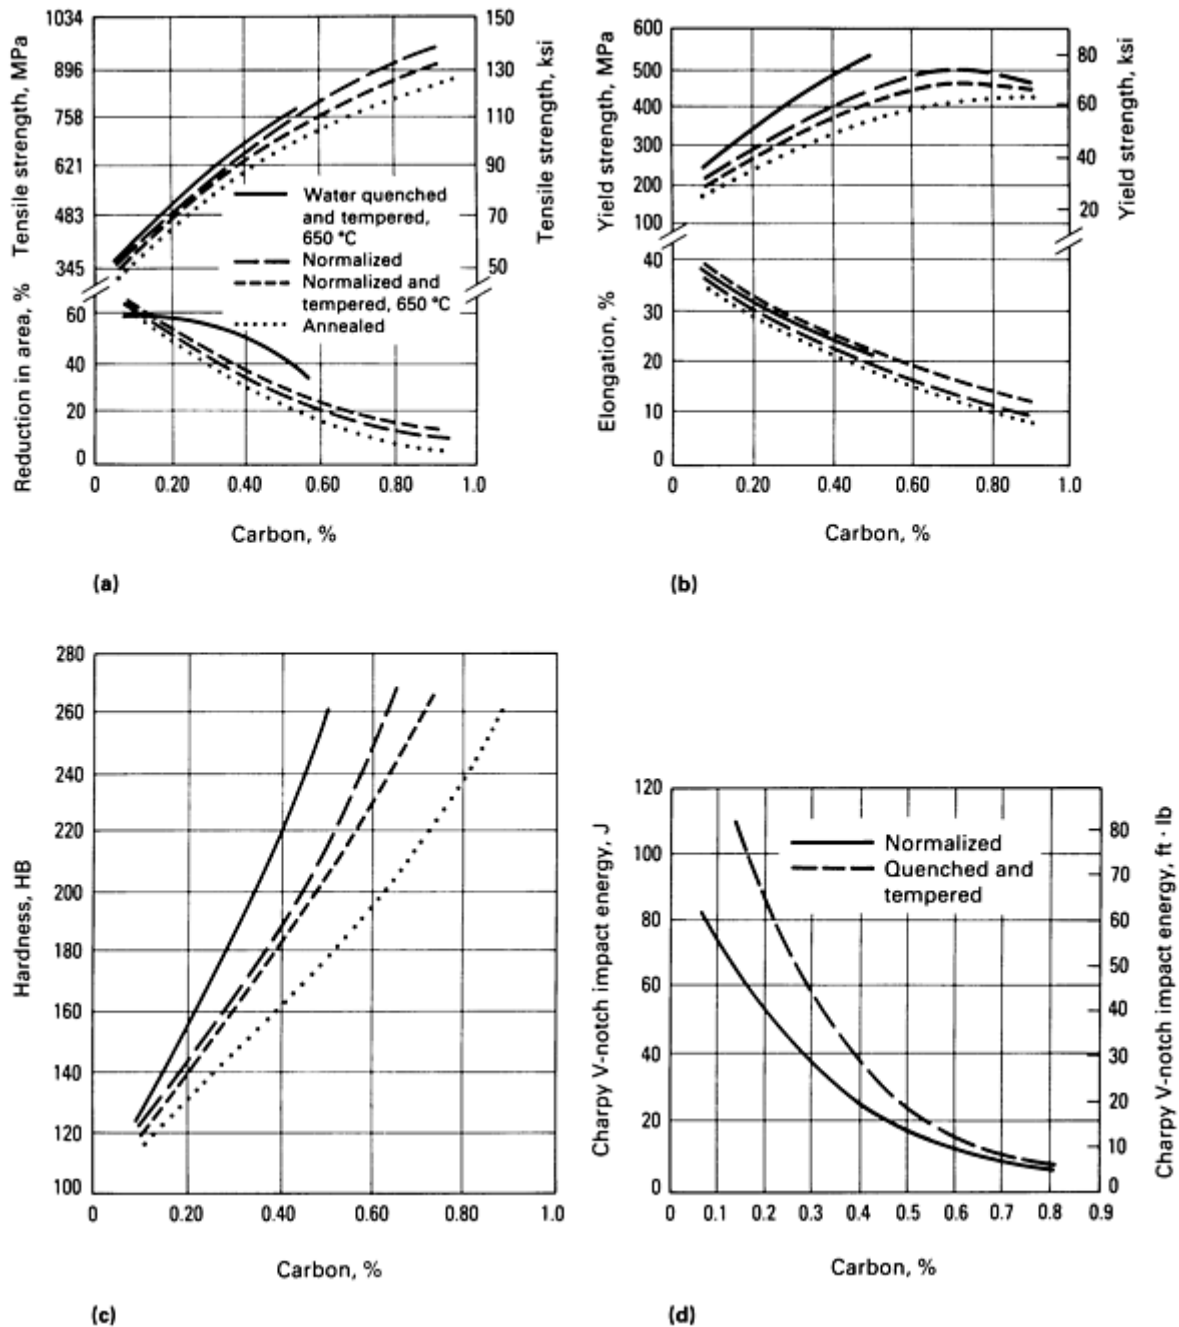 1034
896
758
621
483
345
60
40
20
0
Tensile strength, MPa
Reduction in area, %
150
130
110
90
70
50
Tensile strength, ksi
Water quenched
and tempered,
650 °C
Normalized
Normalized and
tempered, 650 °C
Annealed
0 0.20 0.40 0.60 0.80 1.0
Carbon, %
(a)
600
500
400
300
200
100
40
30
20
10
0
Yield strength, MPa
Elongation, %
80
60
40
20
Yield strength, ksi
0 0.20 0.40 0.60 0.80 1.0
Carbon, %
(b)
280
260
240
220
200
180
160
140
120
100
Hardness, HB
0 0.20 0.40 0.60 0.80 1.0
Carbon, %
(c)
120
100
80
60
40
20
0
Charpy V-notch impact energy, J
Normalized
Quenched and
tempered
80
70
60
50
40
30
20
10
0
Charpy V-notch impact energy, ft · lb
0 0.1 0.2 0.3 0.4 0.5 0.6 0.7 0.8 0.9
Carbon, %
(d)